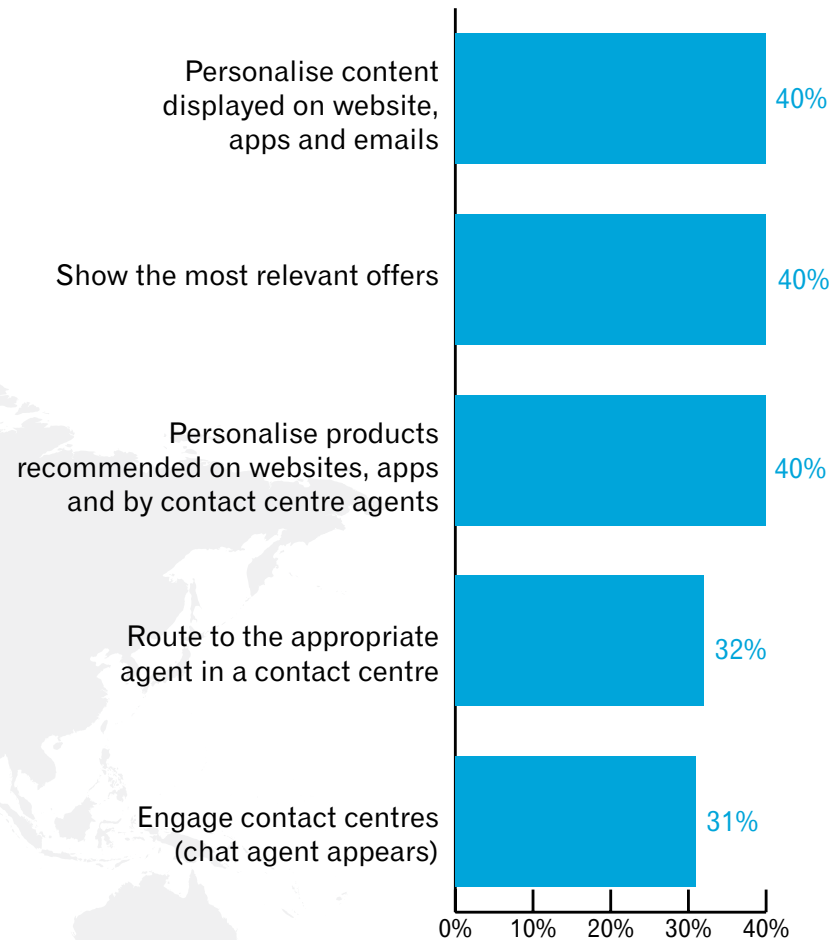 Personalise content
displayed on website,
apps and emails
40%
Show the most relevant offers
40%
Personalise products
recommended on websites, apps
and by contact centre agents
40%
Route to the appropriate
agent in a contact centre
32%
Engage contact centres
(chat agent appears)
31%
0% 10% 20% 30% 40%